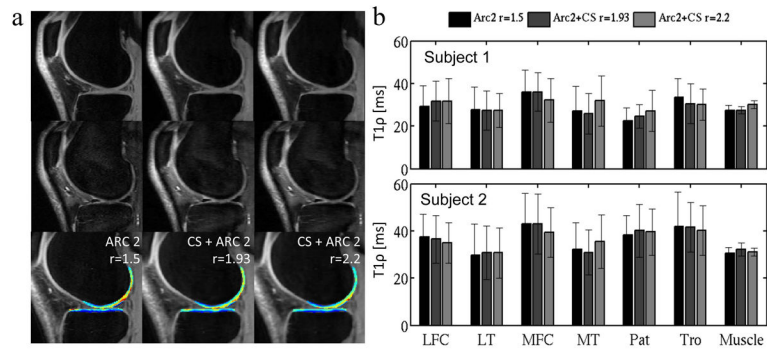 a
ARC 2
r=1.5
CS + ARC 2
r=1.93
CS + ARC 2
r=2.2
b
Arc2 r=1.5
Arc2+CS r=1.93
Arc2+CS r=2.2
T1ρ [ms]
60
40
20
0
Subject 1
T1ρ [ms]
60
40
20
0
Subject 2
LFC LT MFC MT Pat Tro Muscle